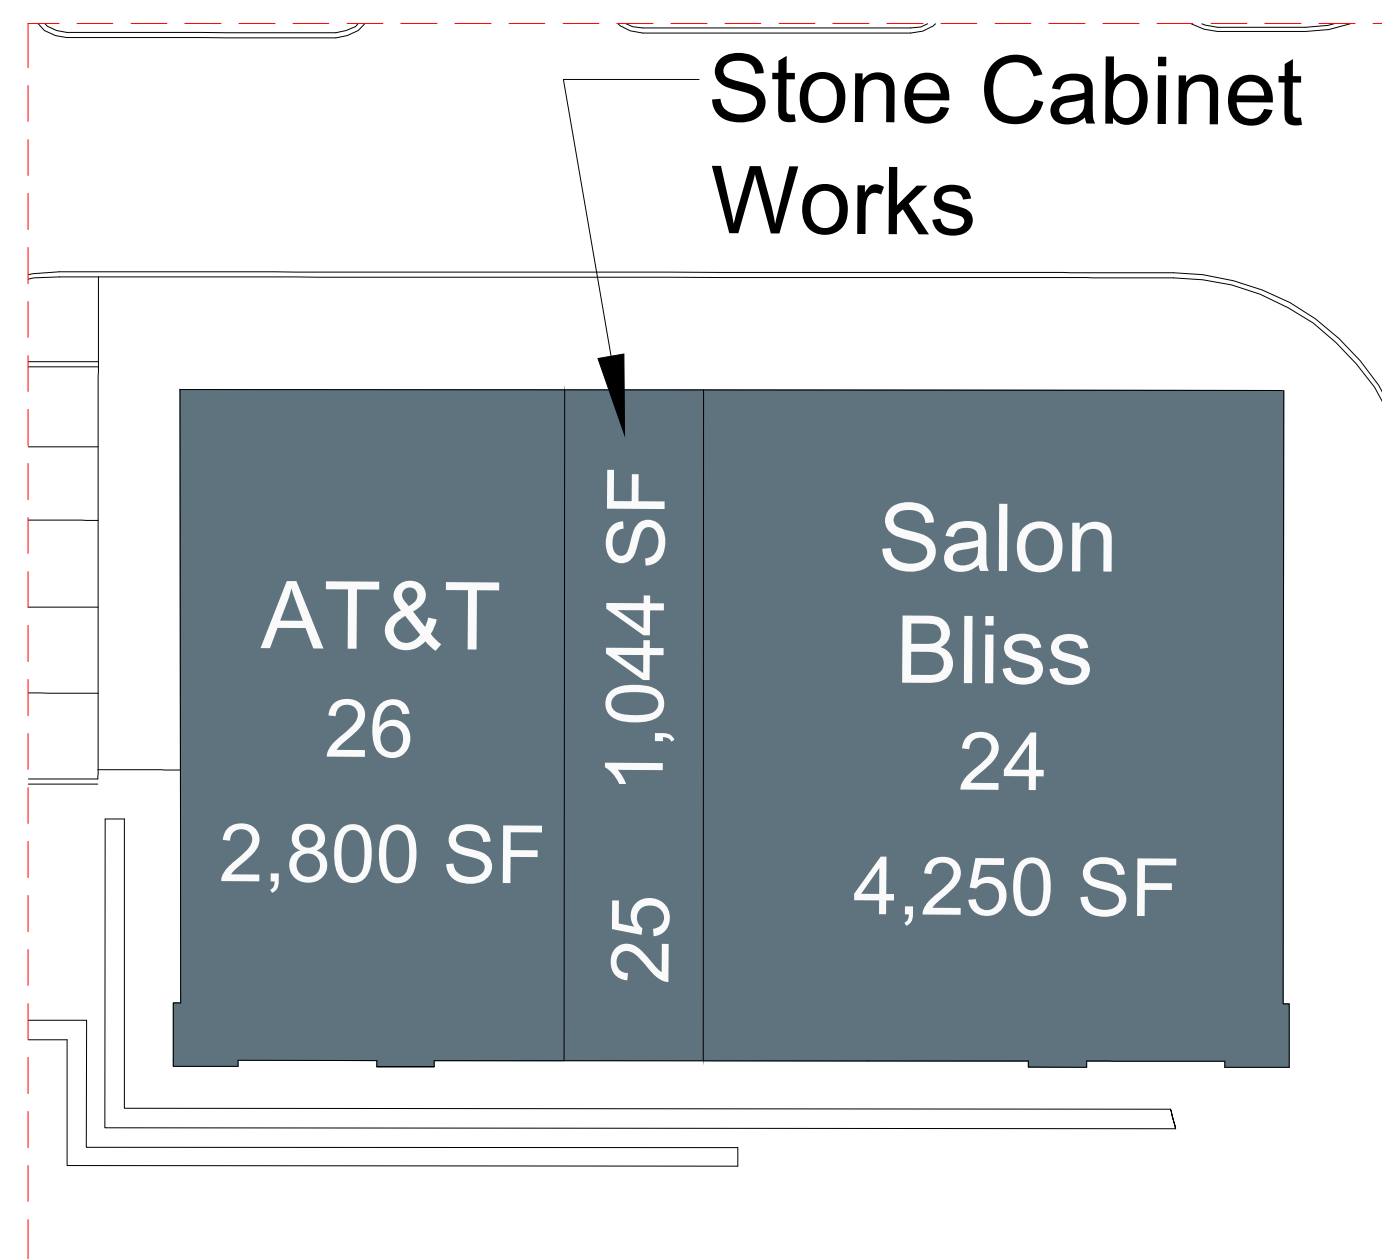 Stone Cabinet
Works
AT&T
26
2,800 SF
25 1,044 SF
Salon
Bliss
24
4,250 SF